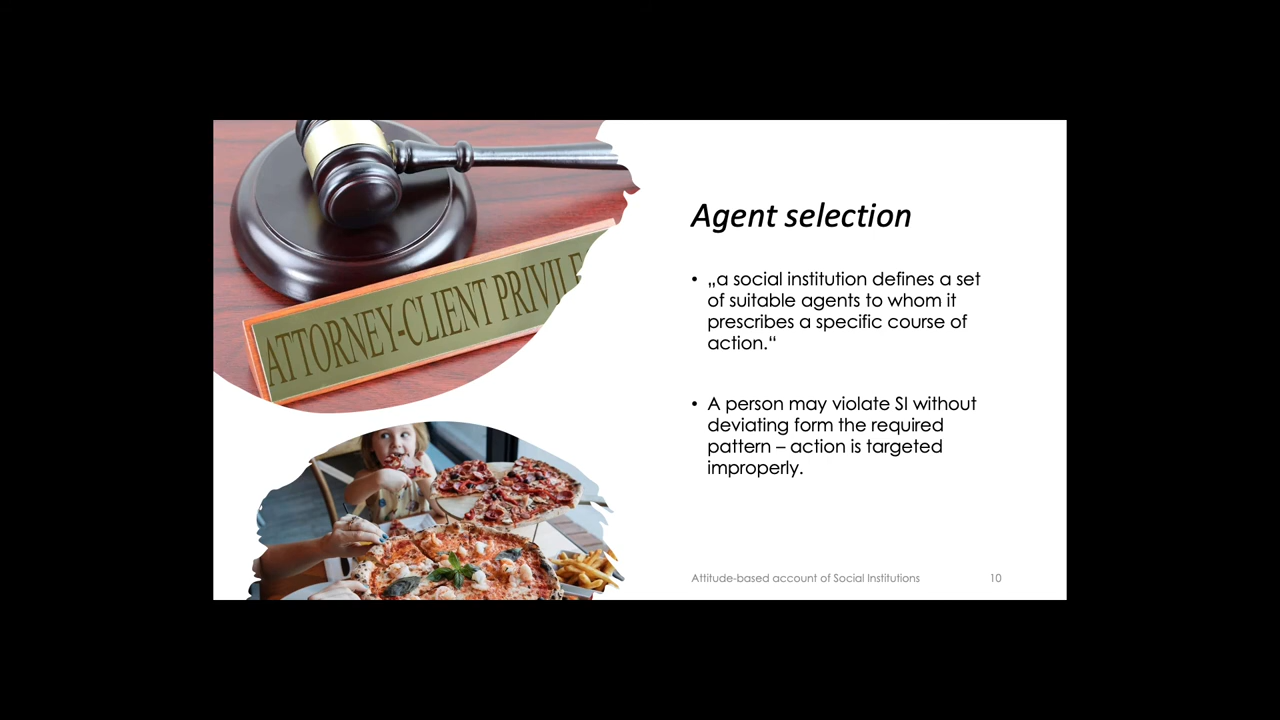 ATTORNEY-CLIENT PRIVILE
Agent selection
• „a social institution defines a set
of suitable agents to whom it
prescribes a specific course of
action.“
• A person may violate SI without
deviating form the required
pattern – action is targeted
improperly.
Attitude-based account of Social Institutions 10